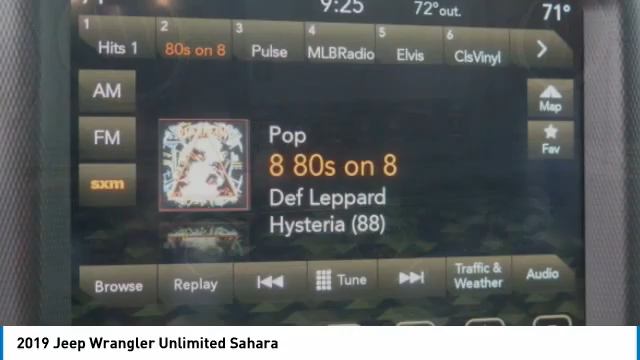 9:25
72° out.
71°
1 Hits 1
2 80s on 8
3 Pulse
4 MLBRadio
5 Elvis
6 ClsVinyl
AM
Map
FM
Fav
sxm
Pop
8 80s on 8
Def Leppard
Hysteria (88)
Browse
Replay
Tune
Traffic &
Weather
Audio
2019 Jeep Wrangler Unlimited Sahara